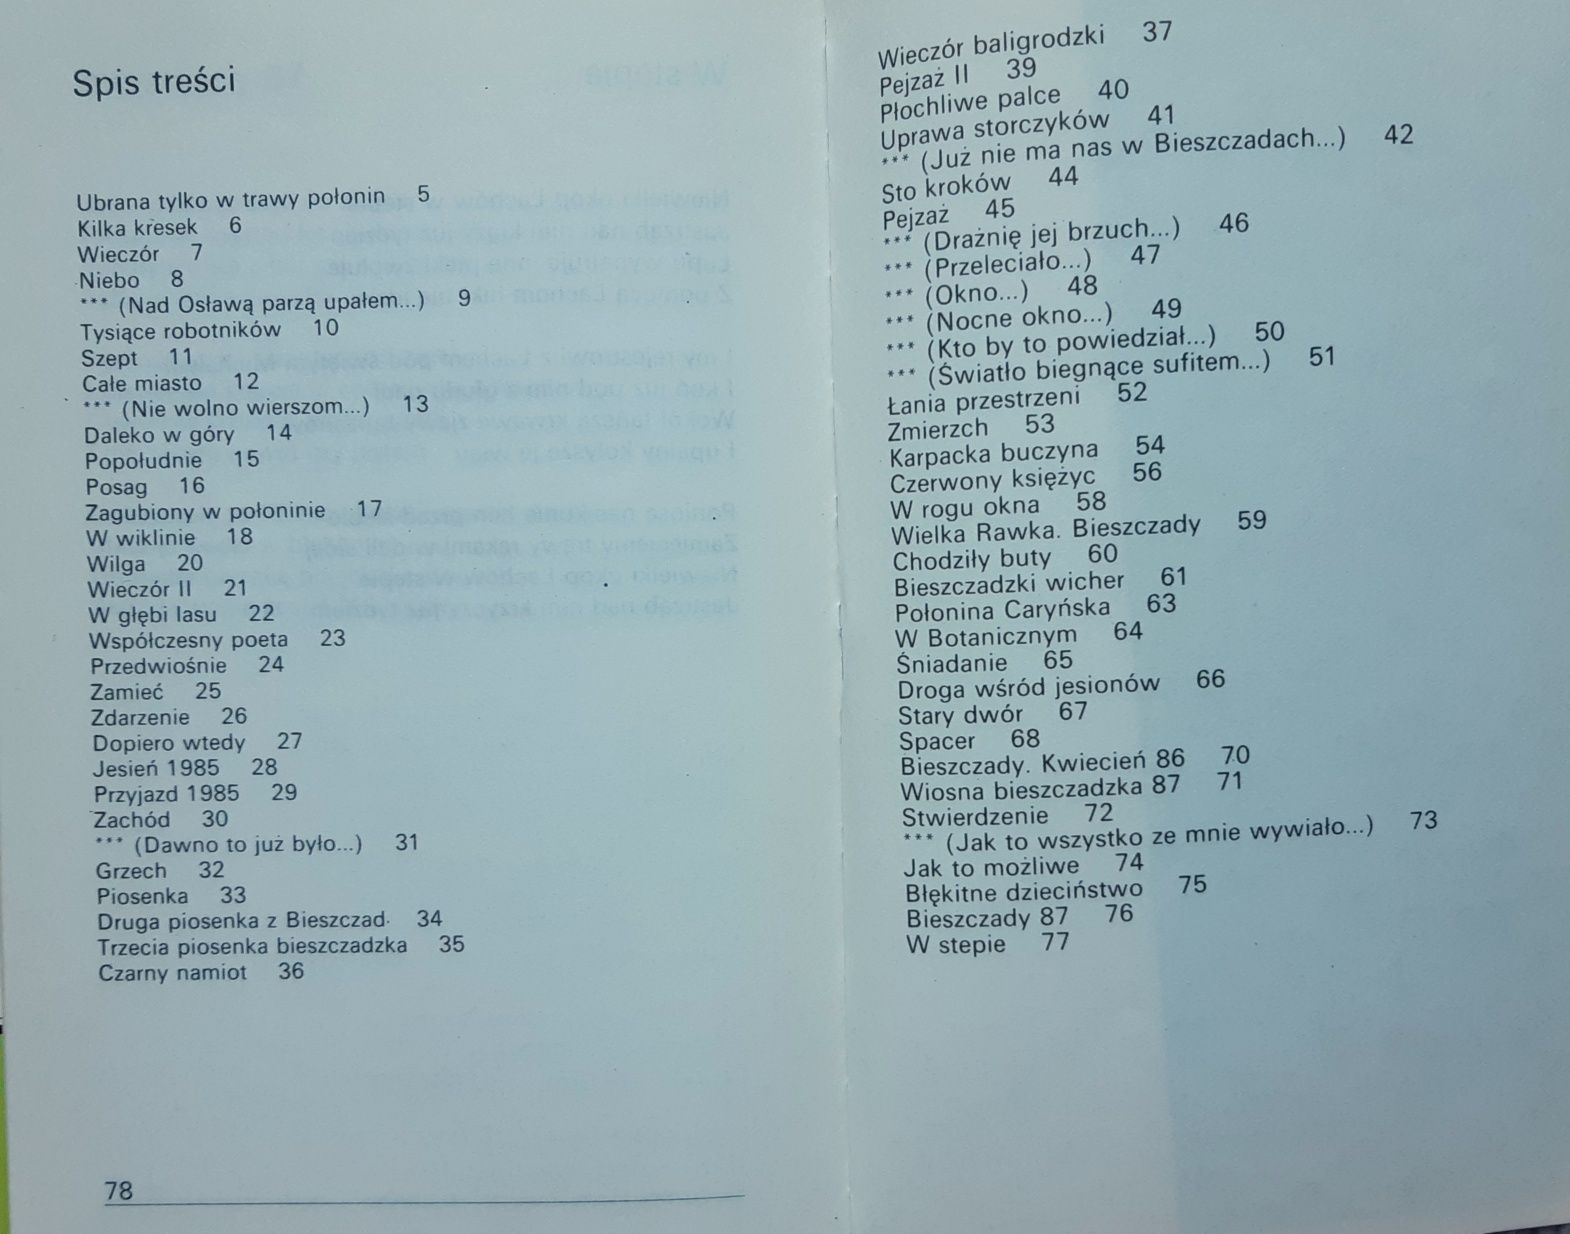 Spis treści
Ubrana tylko w trawy połonin 5
Kilka kresek 6
Wieczór 7
Niebo 8
*** (Nad Osławą parzą upałem...) 9
Tysiące robotników 10
Szept 11
Całe miasto 12
*** (Nie wolno wierszom...) 13
Daleko w góry 14
Popołudnie 15
Posag 16
Zagubiony w połoninie 17
W wiklinie 18
Wilga 20
Wieczór II 21
W głębi lasu 22
Współczesny poeta 23
Przedwiośnie 24
Zamieć 25
Zdarzenie 26
Dopiero wtedy 27
Jesień 1985 28
Przyjazd 1985 29
Zachód 30
*** (Dawno to już było...) 31
Grzech 32
Piosenka 33
Druga piosenka z Bieszczad 34
Trzecia piosenka bieszczadzka 35
Czarny namiot 36
78
Wieczór baligrodzki 37
Pejzaż II 39
Płochliwe palce 40
Uprawa storczyków 41
*** (Już nie ma nas w Bieszczadach...) 42
Sto kroków 44
Pejzaż 45
*** (Drażnię jej brzuch...) 46
*** (Przeleciało...) 47
*** (Okno...) 48
*** (Nocne okno...) 49
*** (Kto by to powiedział...) 50
*** (Światło biegnące sufitem...) 51
Łania przestrzeni 52
Zmierzch 53
Karpacka buczyna 54
Czerwony księżyc 56
W rogu okna 58
Wielka Rawka. Bieszczady 59
Chodziły buty 60
Bieszczadzki wicher 61
Połonina Caryńska 63
W Botanicznym 64
Śniadanie 65
Droga wśród jesionów 66
Stary dwór 67
Spacer 68
Bieszczady. Kwiecień 86 70
Wiosna bieszczadzka 87 71
Stwierdzenie 72
*** (Jak to wszystko ze mnie wywiało...) 73
Jak to możliwe 74
Błękitne dzieciństwo 75
Bieszczady 87 76
W stepie 77